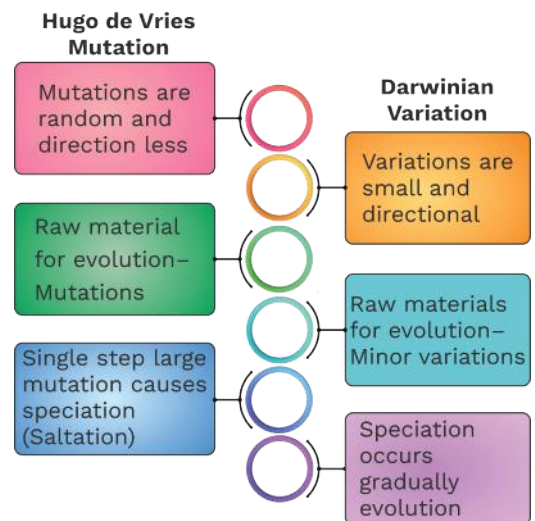 Hugo de Vries
Mutation
Mutations are
random and
direction less
Darwinian
Variation
Variations are
small and
directional
Raw material
for evolution–
Mutations
Raw materials
for evolution–
Minor variations
Single step large
mutation causes
speciation
(Saltation)
Speciation
occurs
gradually
evolution